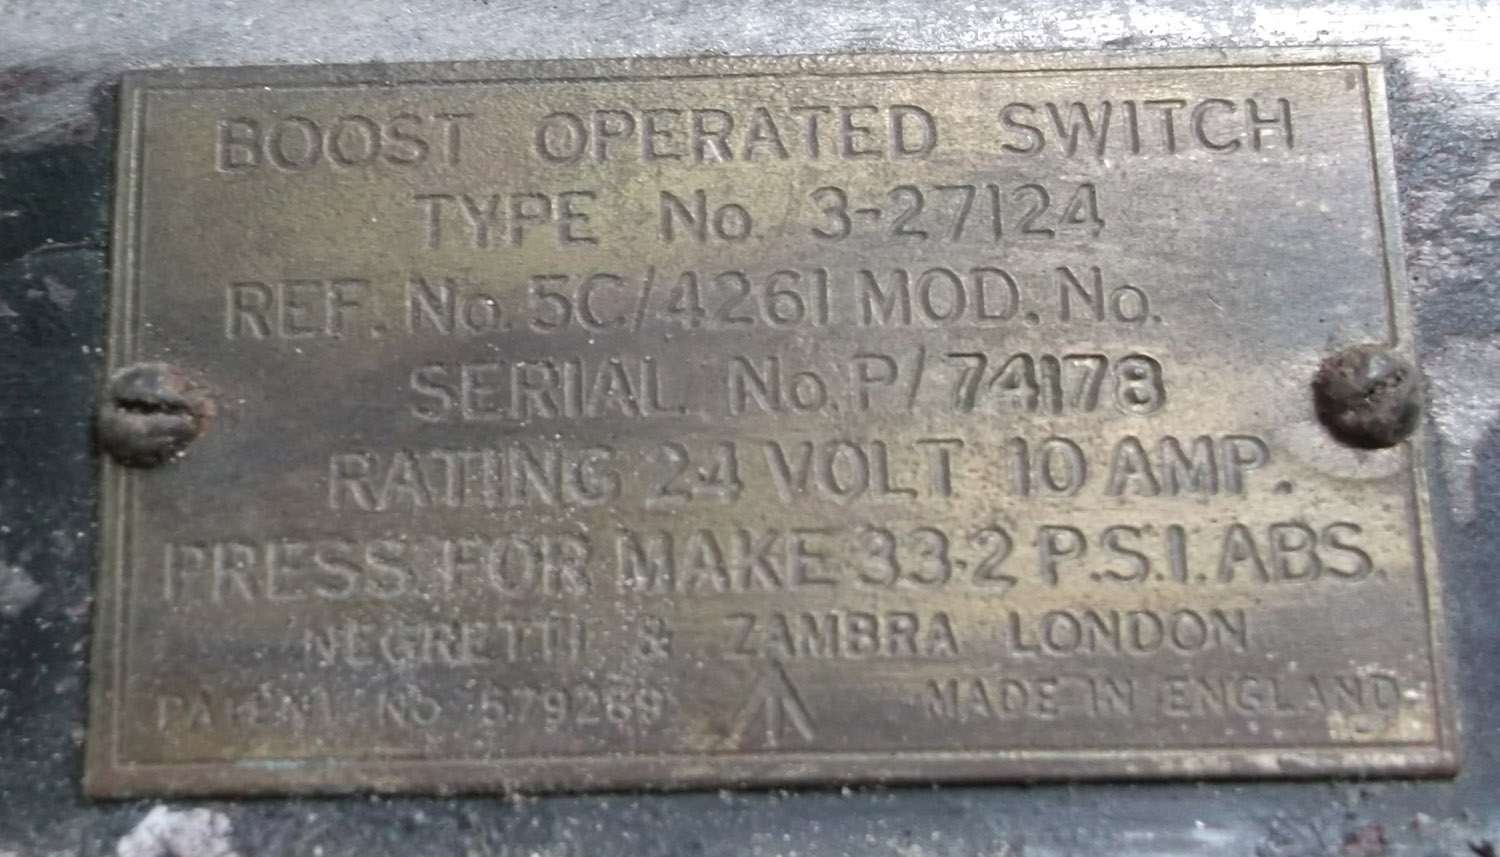 BOOST OPERATED SWITCH
TYPE No. 3-27124
REF. No. 5C/4261 MOD. No.
SERIAL No. P/74178
RATING 24 VOLT 10 AMP.
PRESS. FOR MAKE 33·2 P.S.I. ABS.
NEGRETTI & ZAMBRA LONDON
PATENT No 579269 MADE IN ENGLAND